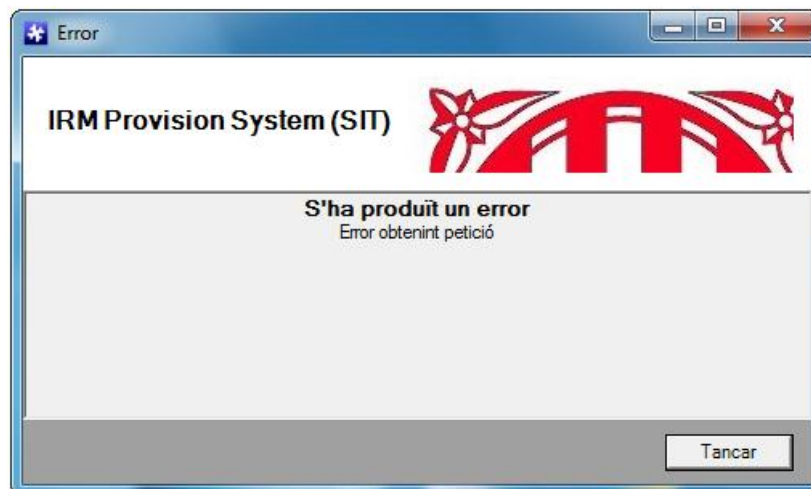 Error
IRM Provision System (SIT)
S'ha produït un error
Error obtenint petició
Tancar